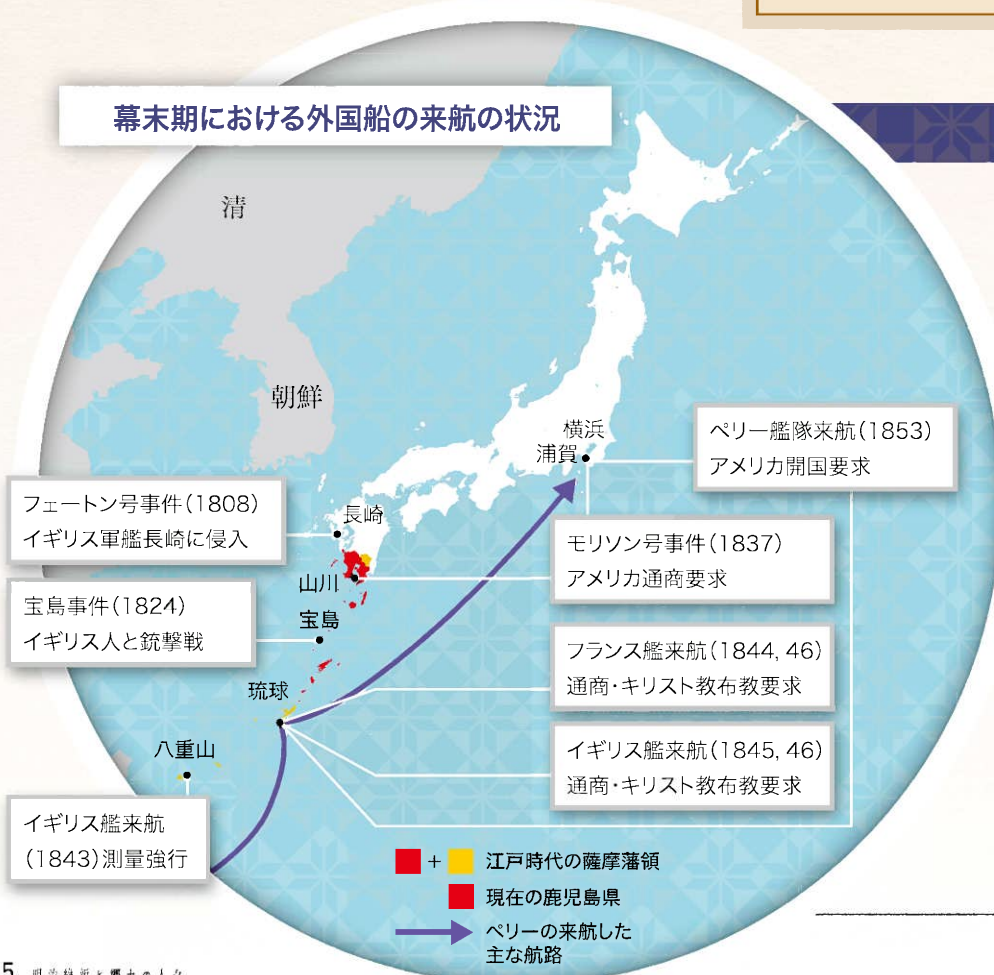 幕末期における外国船の来航の状況
清
朝鮮
横浜
浦賀
ペリー艦隊来航(1853)
アメリカ開国要求
フェートン号事件(1808)
イギリス軍艦長崎に侵入
長崎
モリソン号事件(1837)
アメリカ通商要求
山川
宝島事件(1824)
イギリス人と銃撃戦
宝島
フランス艦来航(1844, 46)
通商・キリスト教布教要求
琉球
八重山
イギリス艦来航(1845, 46)
通商・キリスト教布教要求
イギリス艦来航
(1843)測量強行
+ 江戸時代の薩摩藩領
現在の鹿児島県
ペリーの来航した
主な航路
5